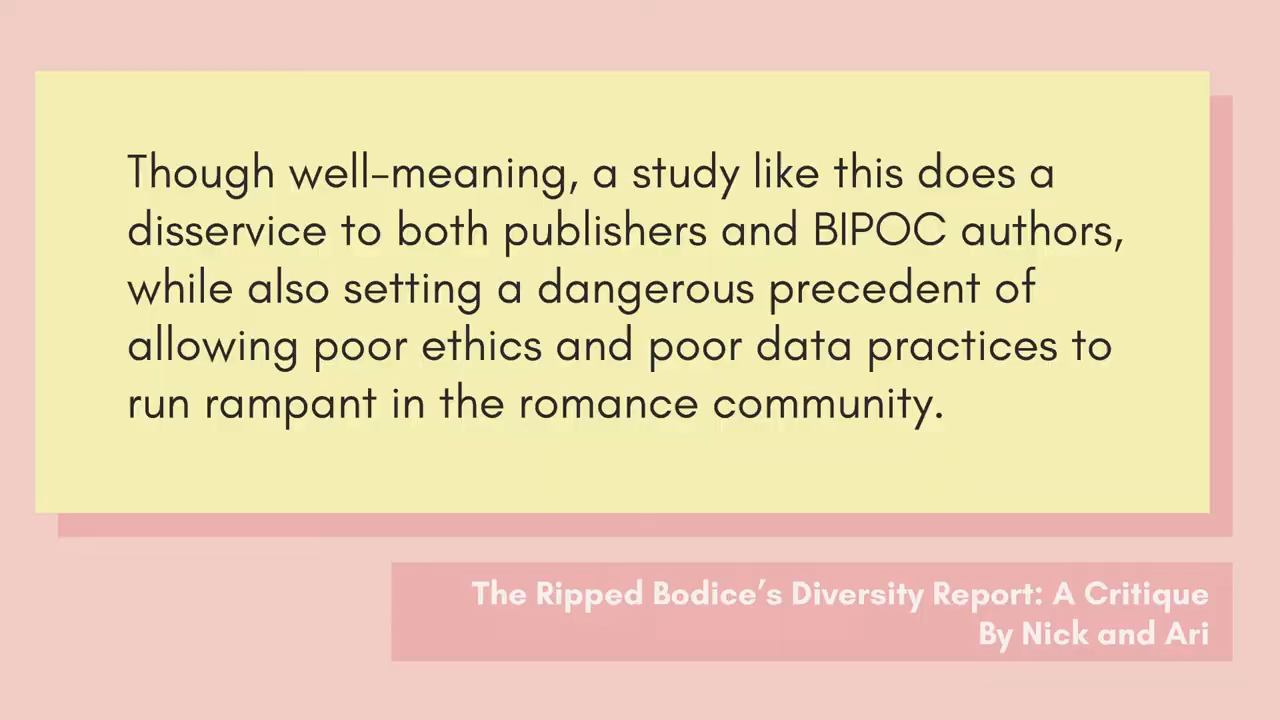 Though well-meaning, a study like this does a
disservice to both publishers and BIPOC authors,
while also setting a dangerous precedent of
allowing poor ethics and poor data practices to
run rampant in the romance community.
The Ripped Bodice’s Diversity Report: A Critique
By Nick and Ari